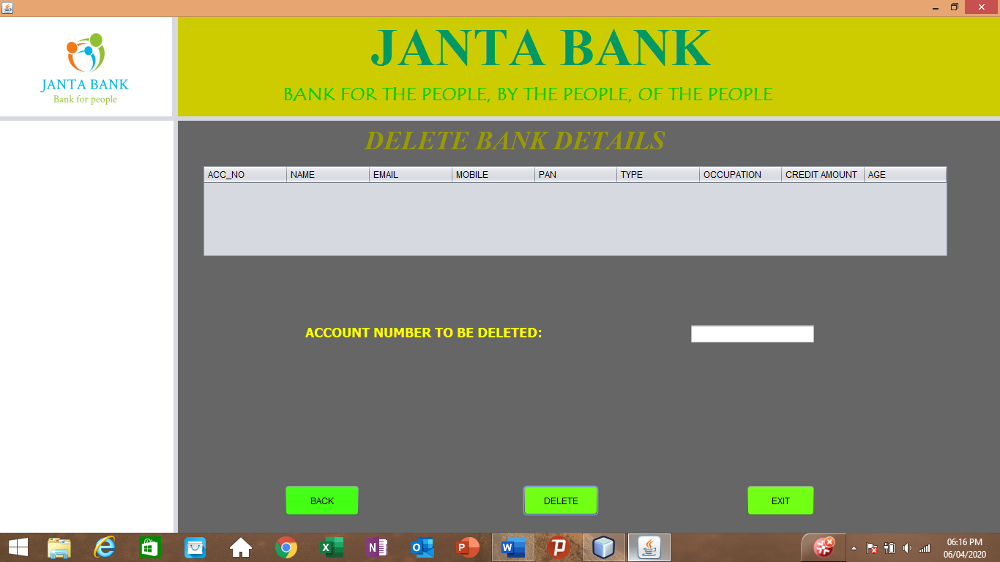 JANTA BANK
Bank for people
JANTA BANK
BANK FOR THE PEOPLE, BY THE PEOPLE, OF THE PEOPLE
DELETE BANK DETAILS
ACC_NO NAME EMAIL MOBILE PAN TYPE OCCUPATION CREDIT AMOUNT AGE
ACCOUNT NUMBER TO BE DELETED:
BACK DELETE EXIT
06:16 PM
06/04/2020